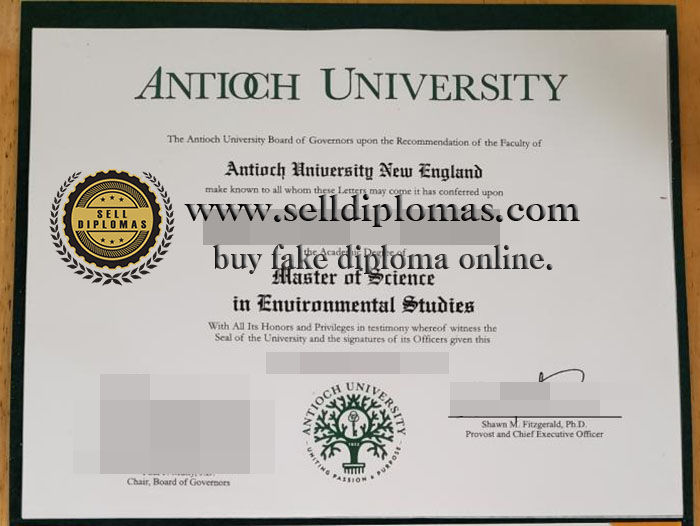 ANTIOCH UNIVERSITY
The Antioch University Board of Governors upon the Recommendation of the Faculty of
Antioch University New England
make known to all whom these Letters may come it has conferred upon
SELL
DIPLOMAS
www.selldiplomas.com
the Academic Degree of
buy fake diploma online.
Master of Science
in Environmental Studies
With All Its Honors and Privileges in testimony whereof witness the
Seal of the University and the signatures of its Officers given this
ANTIOCH UNIVERSITY
1852
UNITING PASSION & PURPOSE
Shawn M. Fitzgerald, Ph.D.
Provost and Chief Executive Officer
Chair, Board of Governors